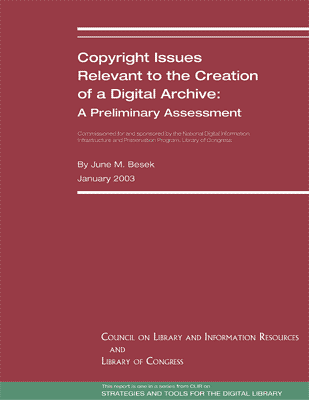 Copyright Issues
Relevant to the Creation
of a Digital Archive:
A Preliminary Assessment
Commissioned for and sponsored by the National Digital Information
Infrastructure and Preservation Program, Library of Congress
By June M. Besek
January 2003
Council on Library and Information Resources
and
Library of Congress
This report is one in a series from CLIR on
STRATEGIES AND TOOLS FOR THE DIGITAL LIBRARY